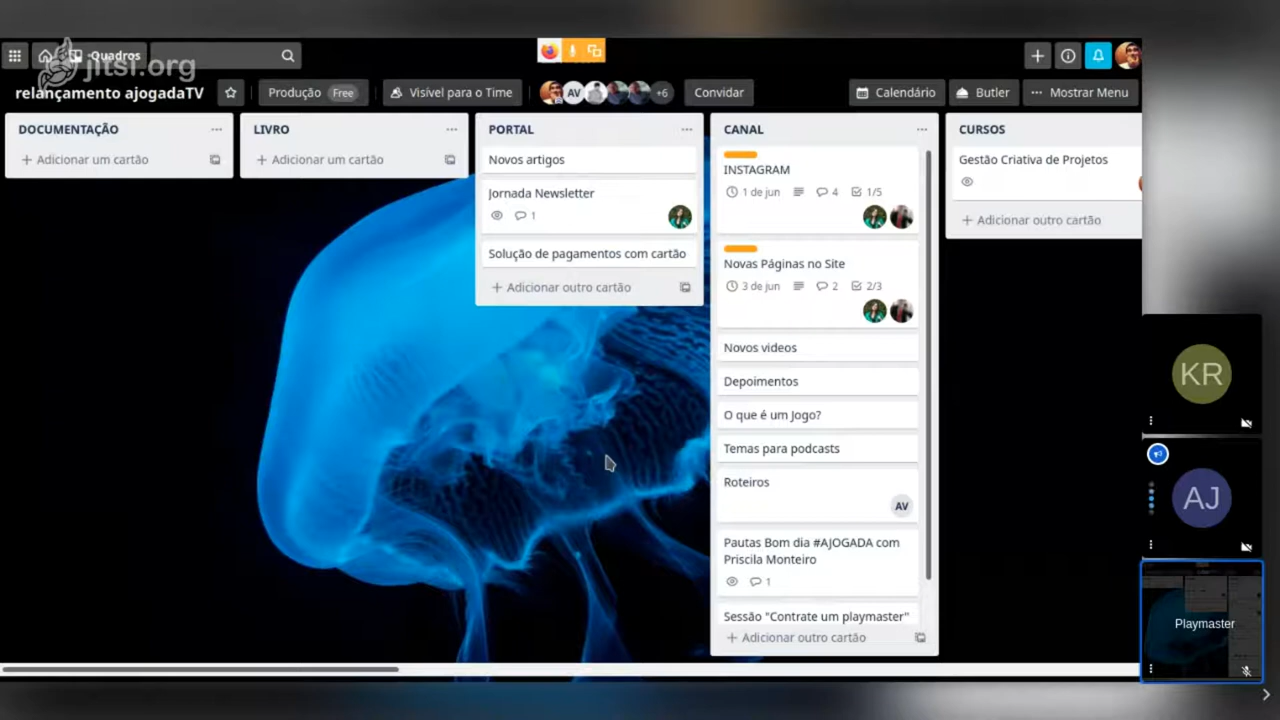 Quadros
jitsi.org
relançamento ajogadaTV
Produção Free
Visível para o Time
AV
+6
Convidar
Calendário
Butler
Mostrar Menu
DOCUMENTAÇÃO
Adicionar um cartão
LIVRO
Adicionar um cartão
PORTAL
Novos artigos
Jornada Newsletter
1
Solução de pagamentos com cartão
Adicionar outro cartão
CANAL
INSTAGRAM
1 de jun 4 1/5
Novas Páginas no Site
3 de jun 2 2/3
Novos videos
Depoimentos
O que é um Jogo?
Temas para podcasts
Roteiros
AV
Pautas Bom dia #AJOGADA com
Priscila Monteiro
1
Sessão "Contrate um playmaster"
Adicionar outro cartão
CURSOS
Gestão Criativa de Projetos
Adicionar outro cartão
KR
AJ
Playmaster